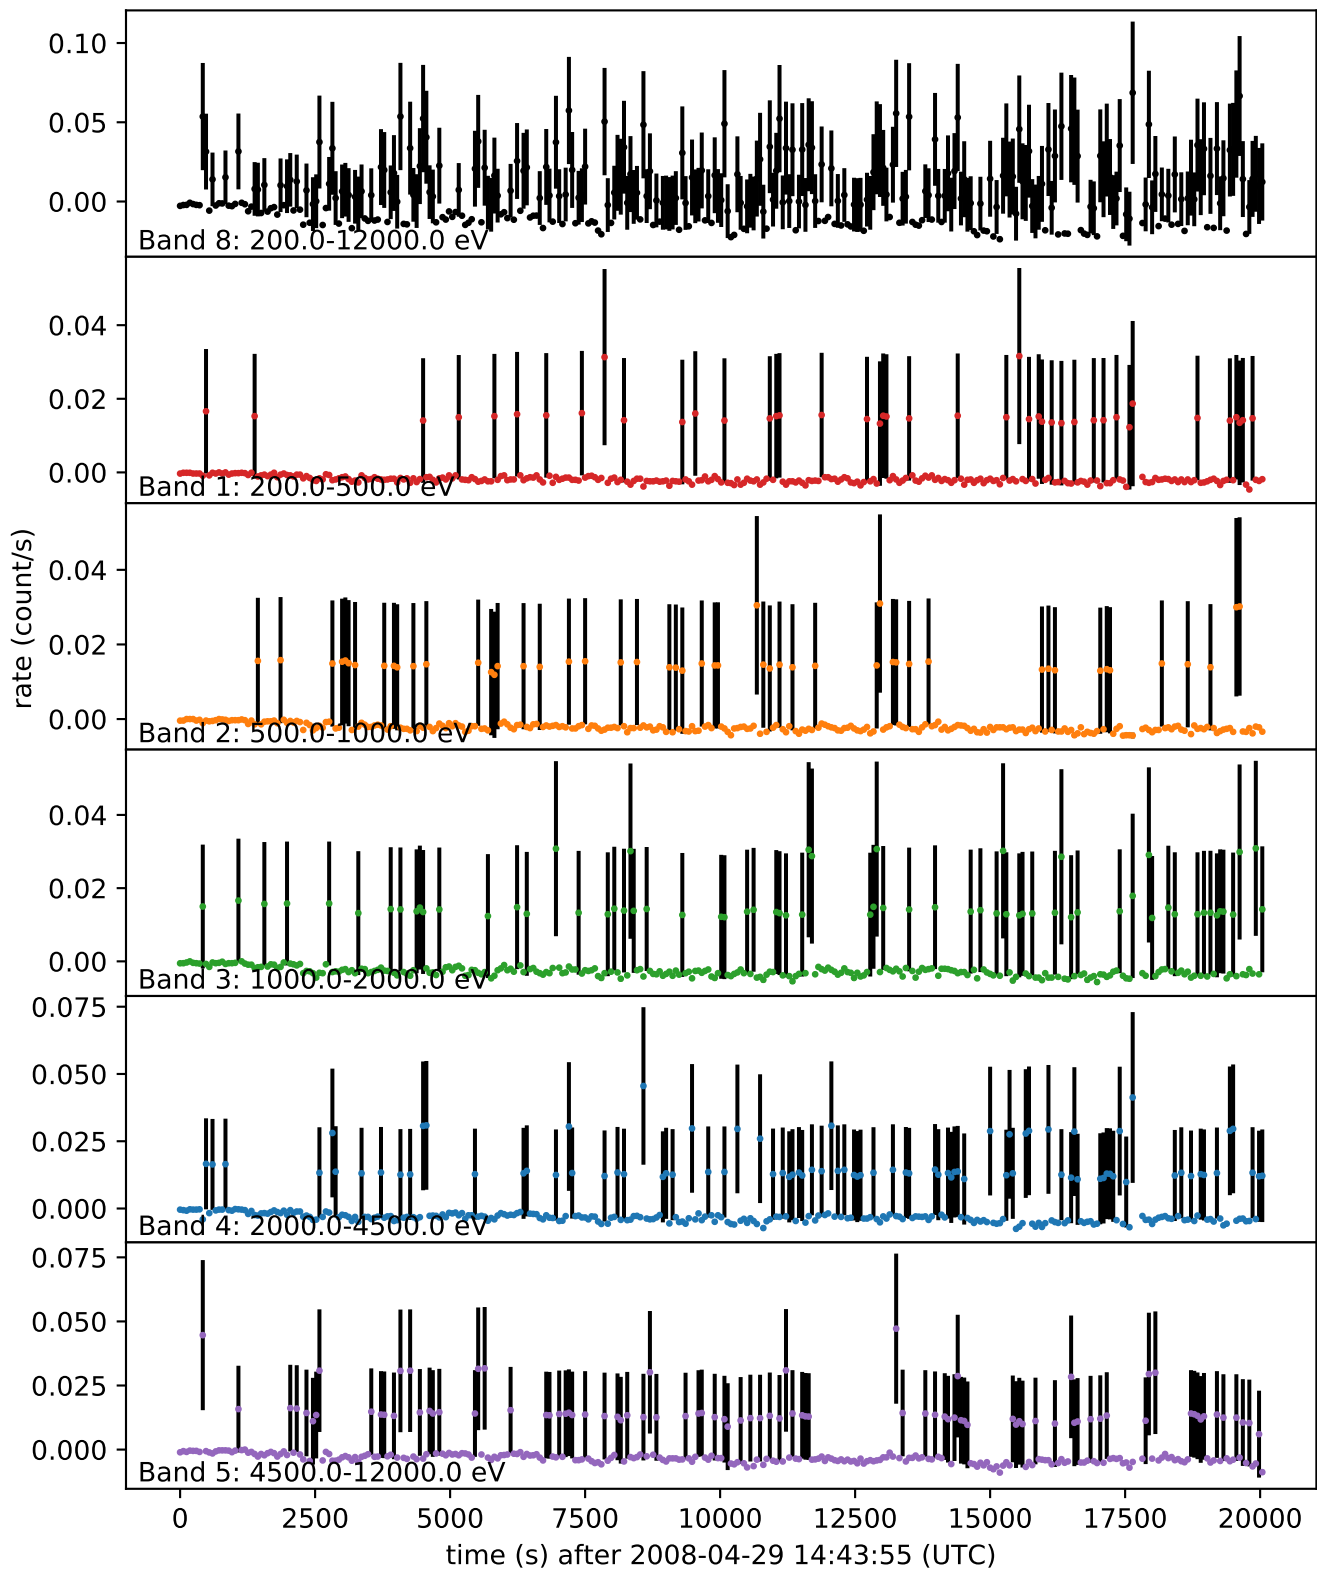 0.10
0.05
0.00
Band 8: 200.0-12000.0 eV
0.04
0.02
0.00
Band 1: 200.0-500.0 eV
rate (count/s)
0.04
0.02
0.00
Band 2: 500.0-1000.0 eV
0.04
0.02
0.00
Band 3: 1000.0-2000.0 eV
0.075
0.050
0.025
0.000
Band 4: 2000.0-4500.0 eV
0.075
0.050
0.025
0.000
Band 5: 4500.0-12000.0 eV
0 2500 5000 7500 10000 12500 15000 17500 20000
time (s) after 2008-04-29 14:43:55 (UTC)